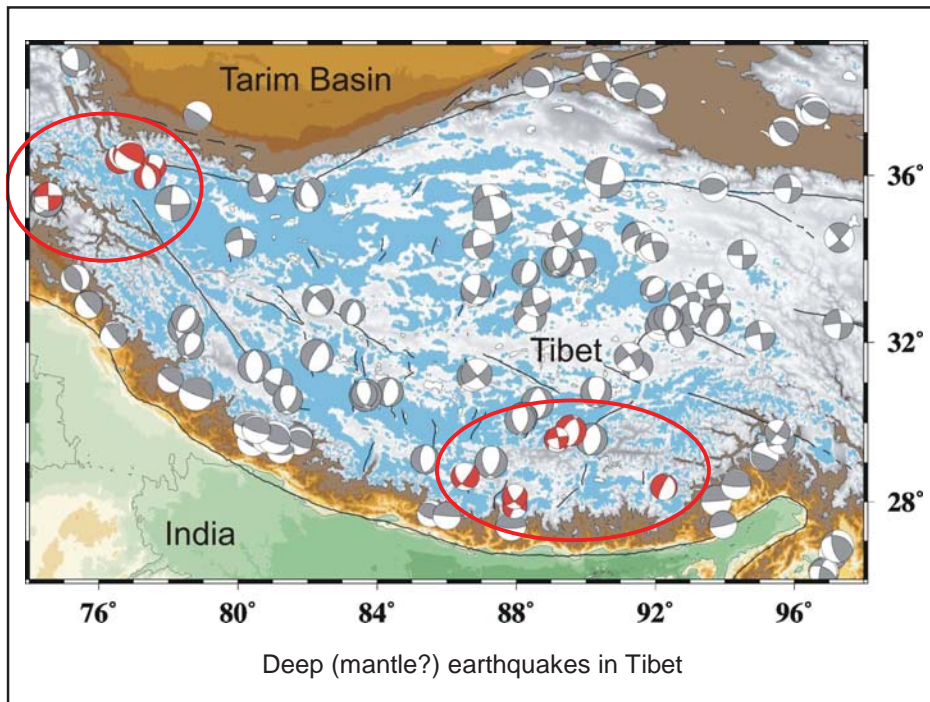 Tarim Basin
36°
32°
Tibet
28°
India
76° 80° 84° 88° 92° 96°
Deep (mantle?) earthquakes in Tibet